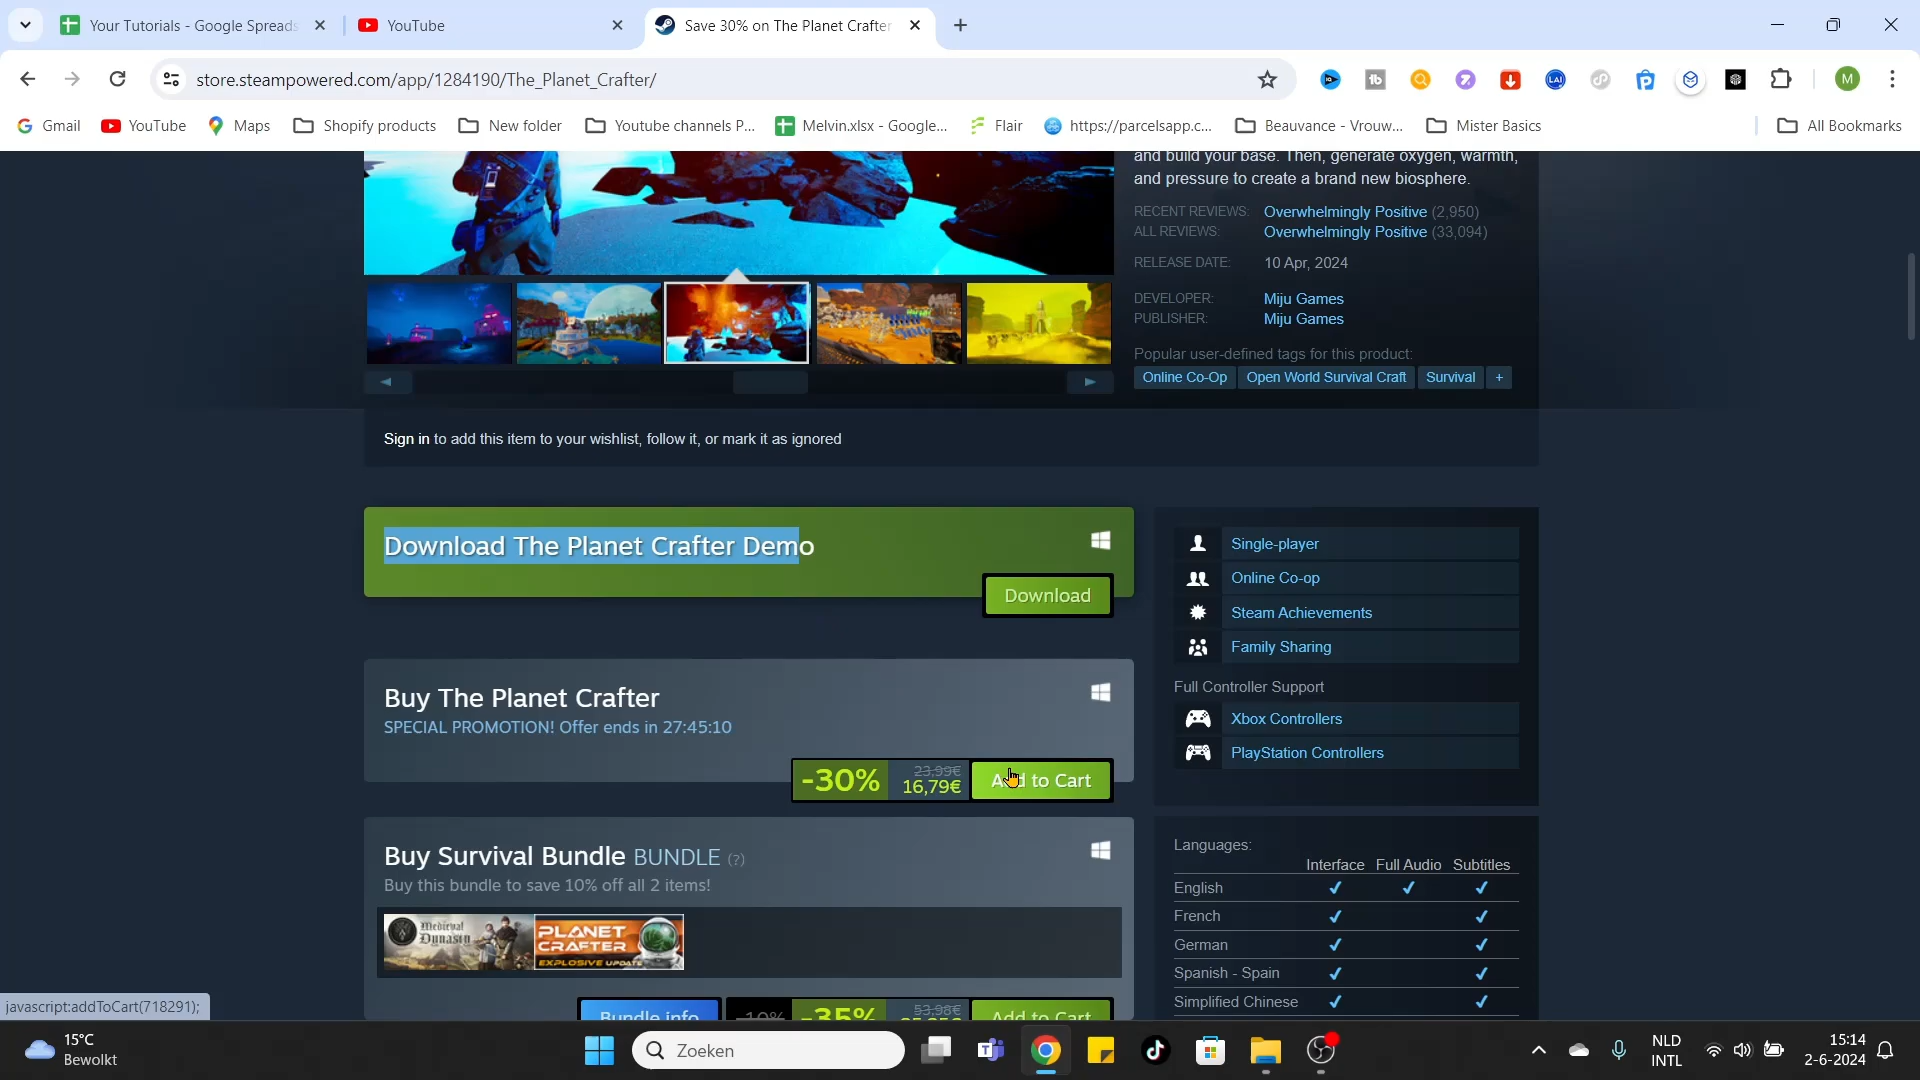 Your Tutorials - Google Spreads
YouTube
Save 30% on The Planet Crafter
store.steampowered.com/app/1284190/The_Planet_Crafter/
Gmail
YouTube
Maps
Shopify products
New folder
Youtube channels P...
Melvin.xlsx - Google...
Flair
https://parcelsapp.c...
Beauvance - Vrouw...
Mister Basics
All Bookmarks
and build your base. Then, generate oxygen, warmth,
and pressure to create a brand new biosphere.
RECENT REVIEWS: Overwhelmingly Positive (2,950)
ALL REVIEWS: Overwhelmingly Positive (33,094)
RELEASE DATE: 10 Apr, 2024
DEVELOPER: Miju Games
PUBLISHER: Miju Games
Popular user-defined tags for this product:
Online Co-Op Open World Survival Craft Survival +
Sign in to add this item to your wishlist, follow it, or mark it as ignored
Download The Planet Crafter Demo
Download
Buy The Planet Crafter
SPECIAL PROMOTION! Offer ends in 27:45:10
-30% 23,99€ 16,79€ Add to Cart
Buy Survival Bundle BUNDLE (?)
Buy this bundle to save 10% off all 2 items!
Medieval Dynasty
PLANET CRAFTER
EXPLOSIVE UPDATE
Bundle info -10% -35% 53,98€ Add to Cart
Single-player
Online Co-op
Steam Achievements
Family Sharing
Full Controller Support
Xbox Controllers
PlayStation Controllers
Languages:
Interface Full Audio Subtitles
English ✔ ✔ ✔
French ✔ ✔
German ✔ ✔
Spanish - Spain ✔ ✔
Simplified Chinese ✔ ✔
javascript:addToCart(718291);
15°C
Bewolkt
Zoeken
NLD
INTL
15:14
2-6-2024